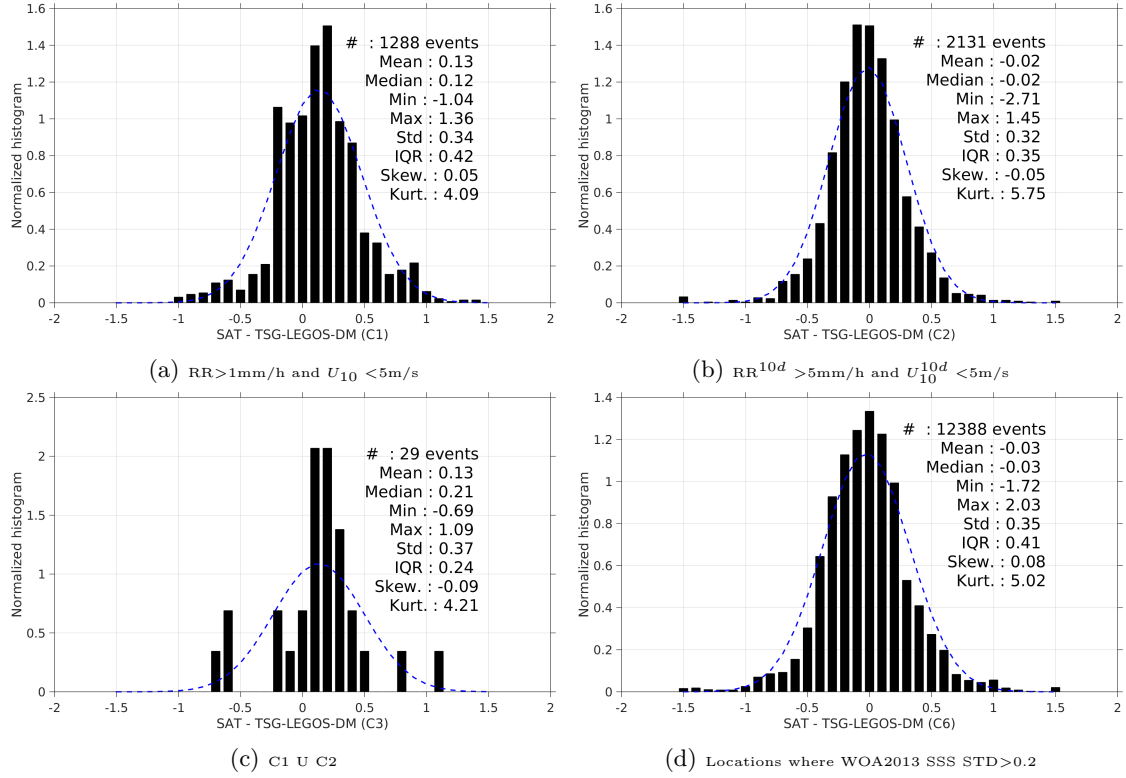 1.6
1.4
1.2
1
0.8
0.6
0.4
0.2
0
Normalized histogram
-2 -1.5 -1 -0.5 0 0.5 1 1.5 2
SAT - TSG-LEGOS-DM (C1)
# : 1288 events
Mean : 0.13
Median : 0.12
Min : -1.04
Max : 1.36
Std : 0.34
IQR : 0.42
Skew. : 0.05
Kurt. : 4.09
(a) RR>1mm/h and U10 <5m/s
1.6
1.4
1.2
1
0.8
0.6
0.4
0.2
0
Normalized histogram
-2 -1.5 -1 -0.5 0 0.5 1 1.5 2
SAT - TSG-LEGOS-DM (C2)
# : 2131 events
Mean : -0.02
Median : -0.02
Min : -2.71
Max : 1.45
Std : 0.32
IQR : 0.35
Skew. : -0.05
Kurt. : 5.75
(b) RR10d >5mm/h and U10 10d <5m/s
2.5
2
1.5
1
0.5
0
Normalized histogram
-2 -1.5 -1 -0.5 0 0.5 1 1.5 2
SAT - TSG-LEGOS-DM (C3)
# : 29 events
Mean : 0.13
Median : 0.21
Min : -0.69
Max : 1.09
Std : 0.37
IQR : 0.24
Skew. : -0.09
Kurt. : 4.21
(c) C1 U C2
1.4
1.2
1
0.8
0.6
0.4
0.2
0
Normalized histogram
-2 -1.5 -1 -0.5 0 0.5 1 1.5 2
SAT - TSG-LEGOS-DM (C6)
# : 12388 events
Mean : -0.03
Median : -0.03
Min : -1.72
Max : 2.03
Std : 0.35
IQR : 0.41
Skew. : 0.08
Kurt. : 5.02
(d) Locations where WOA2013 SSS STD>0.2